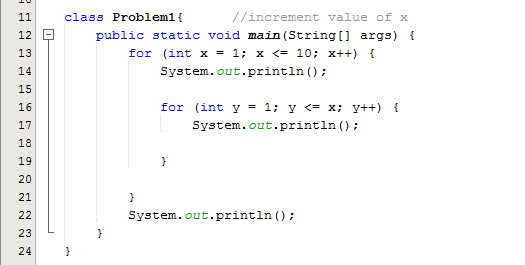 11 class Problem1{ //increment value of x
12 public static void main(String[] args) {
13 for (int x = 1; x <= 10; x++) {
14 System.out.println();
15
16 for (int y = 1; y <= x; y++) {
17 System.out.println();
18
19 }
20
21 }
22 System.out.println();
23 }
24 }